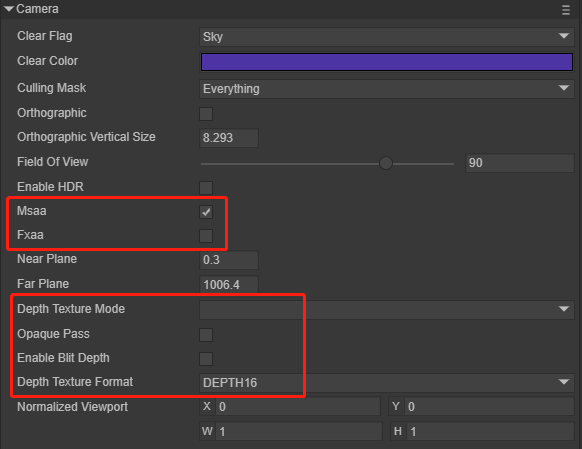 Camera
Clear Flag Sky
Clear Color
Culling Mask Everything
Orthographic
Orthographic Vertical Size 8.293
Field Of View 90
Enable HDR
Msaa
Fxaa
Near Plane 0.3
Far Plane 1006.4
Depth Texture Mode
Opaque Pass
Enable Blit Depth
Depth Texture Format DEPTH16
Normalized Viewport X 0 Y 0
W 1 H 1